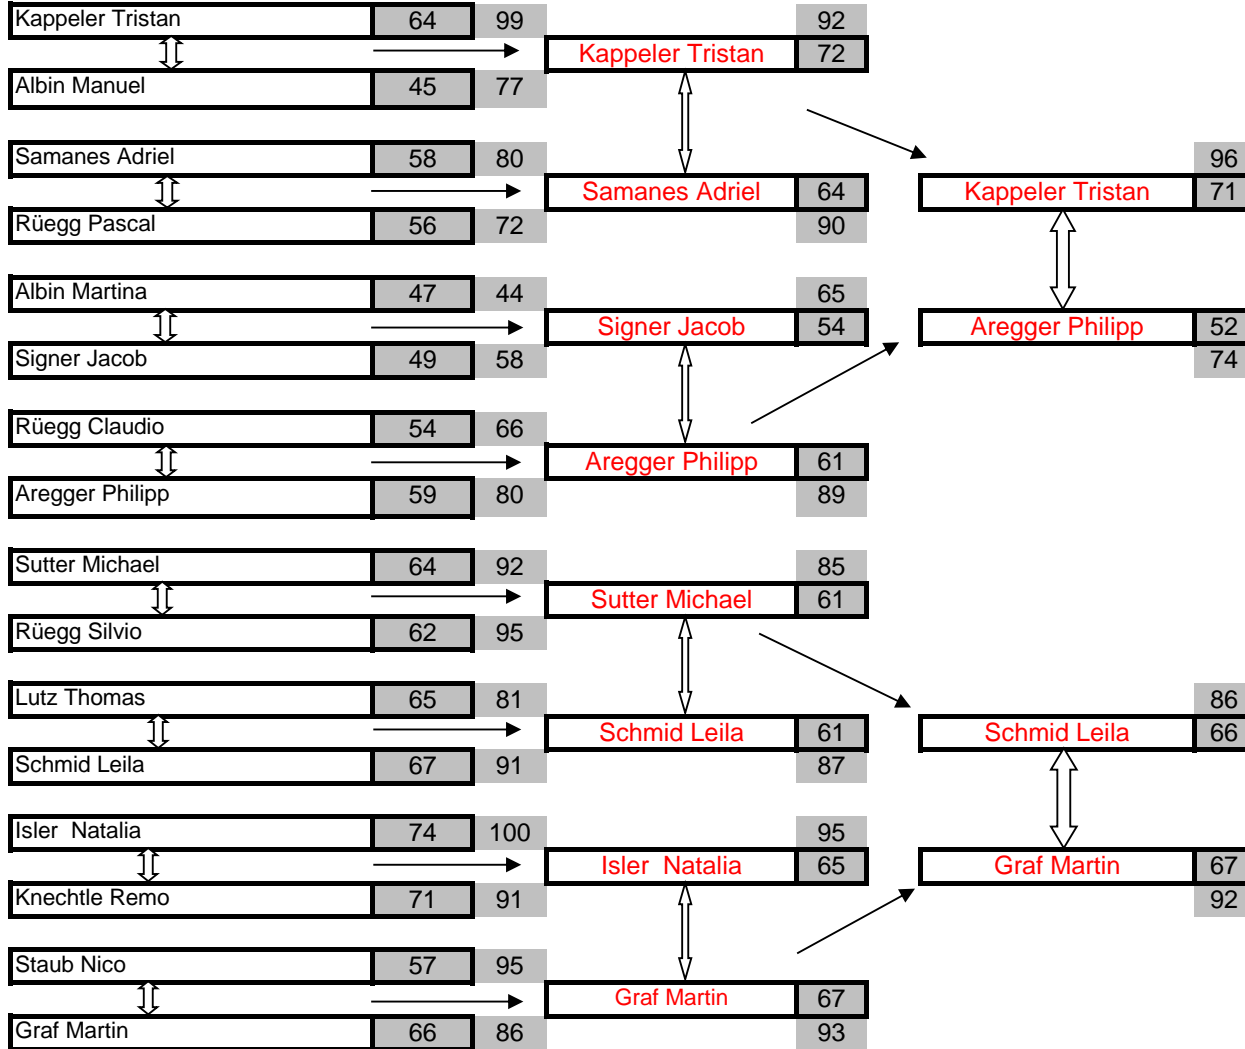 Kappeler Tristan 64 99 92
Kappeler Tristan 72
Albin Manuel 45 77
Samanes Adriel 58 80 96
Samanes Adriel 64 Kappeler Tristan 71
Rüegg Pascal 56 72 90
Albin Martina 47 44 65
Signer Jacob 54 Aregger Philipp 52
Signer Jacob 49 58 74
Rüegg Claudio 54 66
Aregger Philipp 61
Aregger Philipp 59 80 89
Sutter Michael 64 92 85
Sutter Michael 61
Rüegg Silvio 62 95
Lutz Thomas 65 81 86
Schmid Leila 61 Schmid Leila 66
Schmid Leila 67 91 87
Isler  Natalia 74 100 95
Isler  Natalia 65 Graf Martin 67
Knechtle Remo 71 91 92
Staub Nico 57 95
Graf Martin 67
Graf Martin 66 86 93